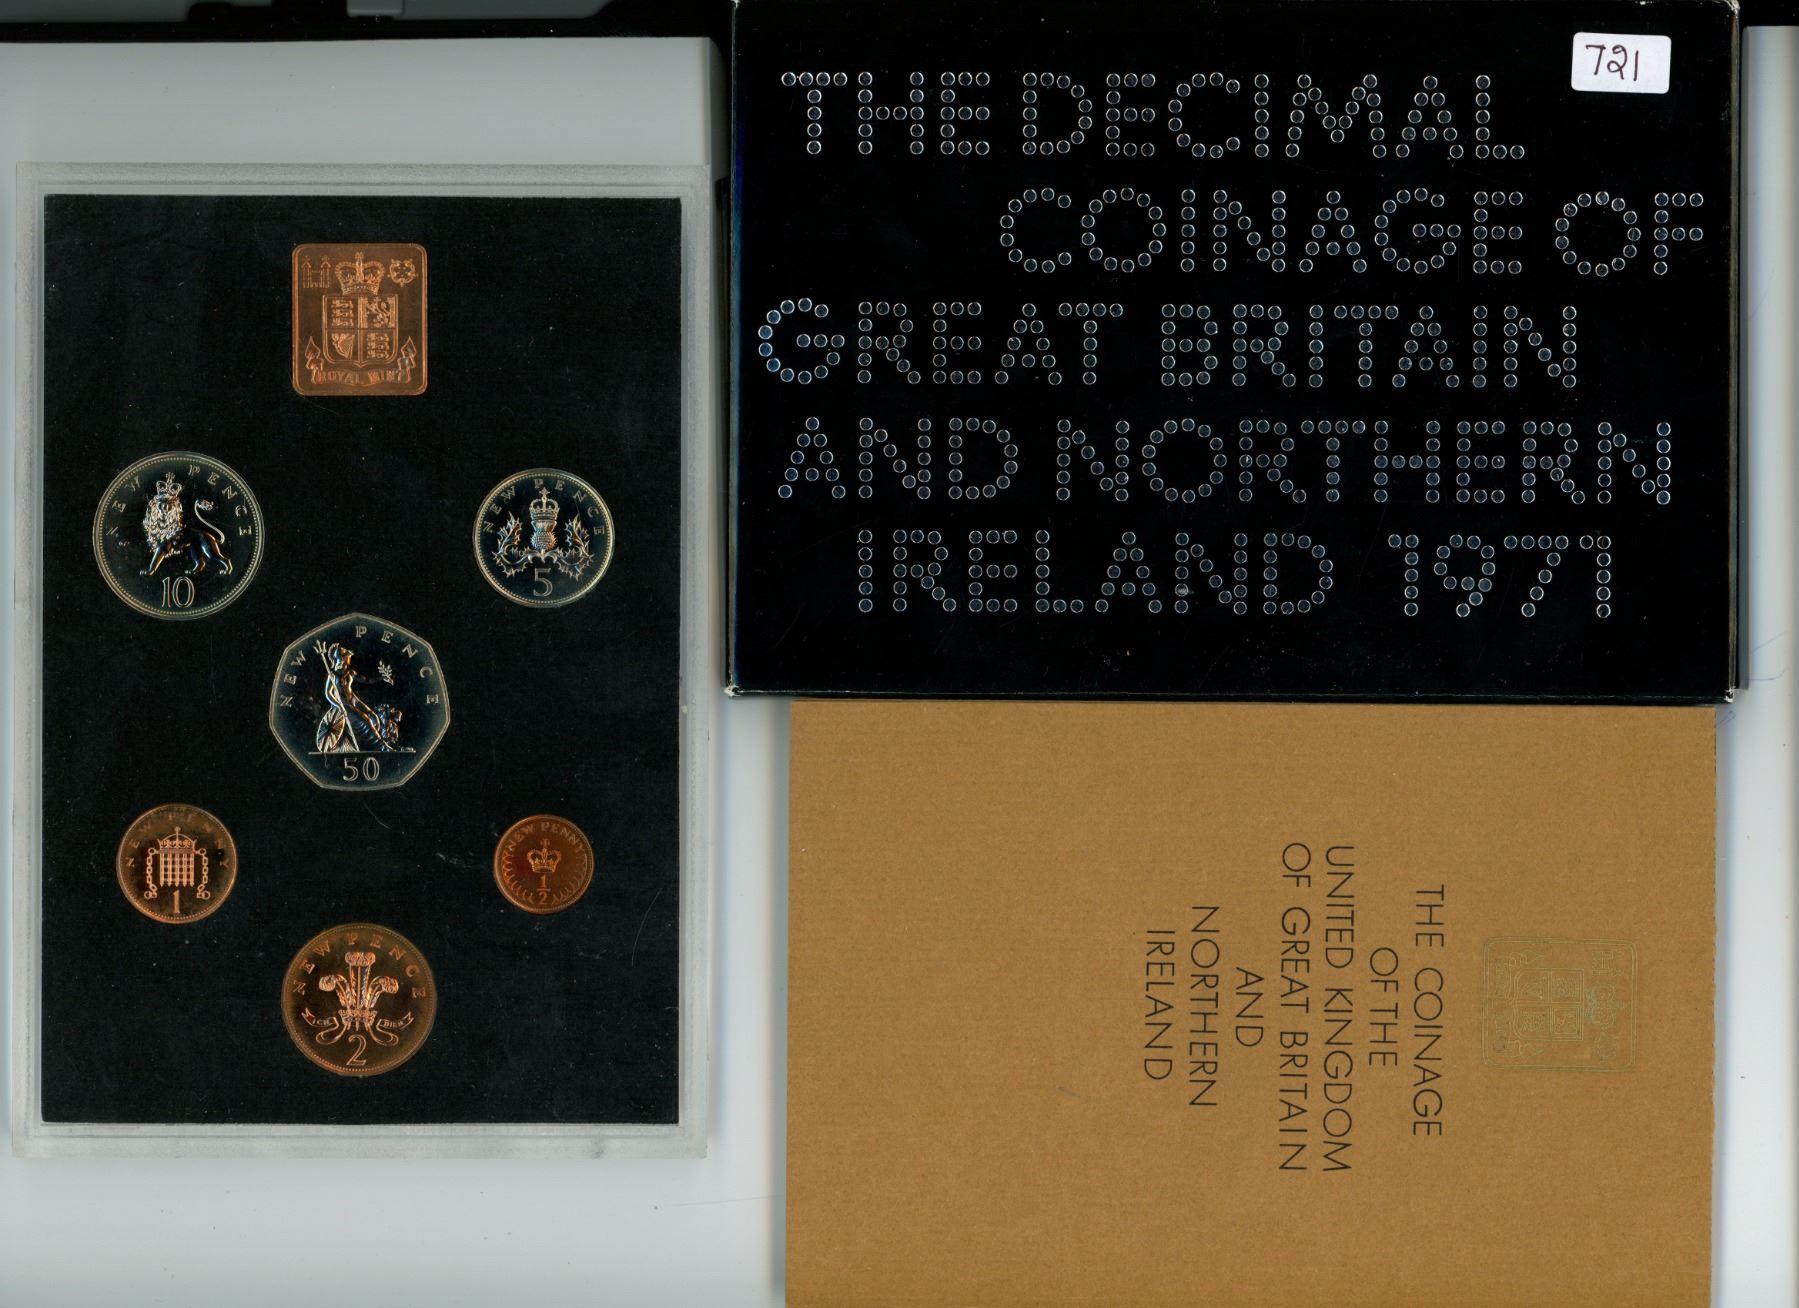 ROYAL MINT
NEW PENCE
10
NEW PENCE
5
NEW PENCE
50
NEW PENNY
1
NEW PENNY
1/2
NEW PENCE
ICH DIEN
2
721
THE DECIMAL
COINAGE OF
GREAT BRITAIN
AND NORTHERN
IRELAND 1971
THE COINAGE
OF THE
UNITED KINGDOM
OF GREAT BRITAIN
AND
NORTHERN
IRELAND